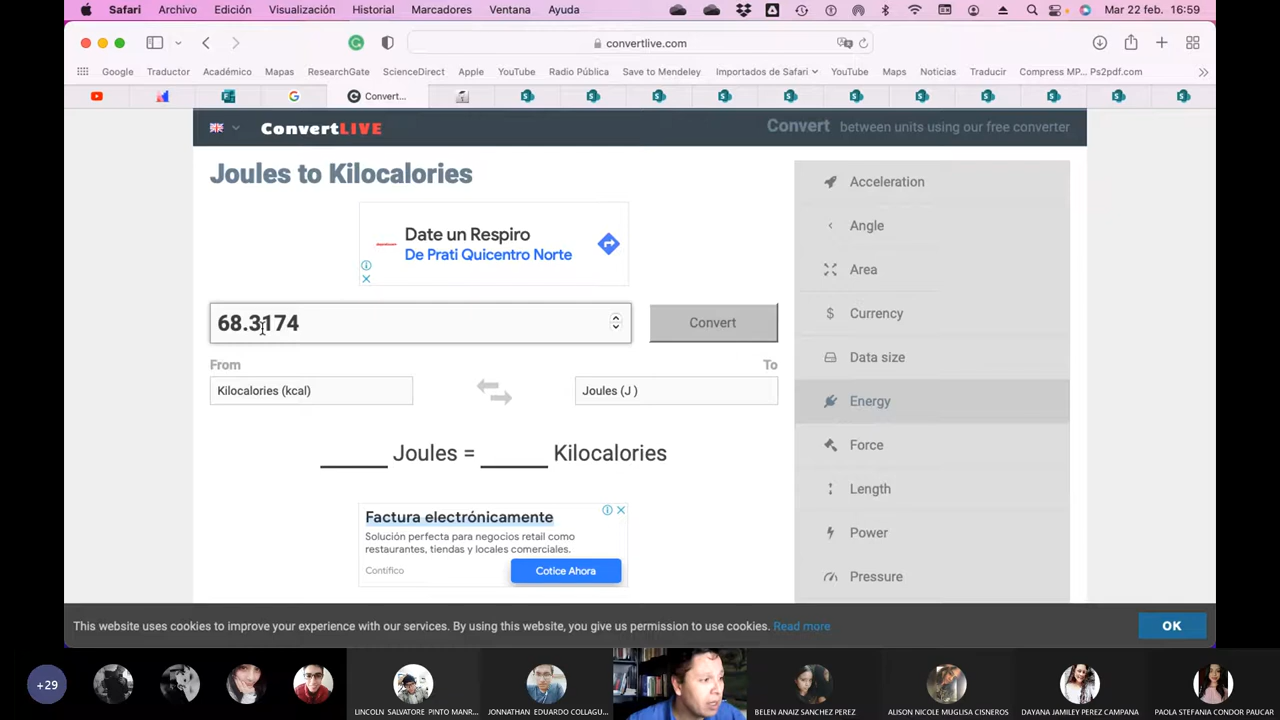 Safari Archivo Edición Visualización Historial Marcadores Ventana Ayuda Mar 22 feb. 16:59
convertlive.com
Google Traductor Académico Mapas ResearchGate ScienceDirect Apple YouTube Radio Pública Save to Mendeley Importados de Safari YouTube Maps Noticias Traducir Compress MP... Ps2pdf.com
Convert...
ConvertLIVE Convert between units using our free converter
Joules to Kilocalories
Date un Respiro
De Prati Quicentro Norte
68.3174 Convert
From To
Kilocalories (kcal) Joules (J )
______ Joules = ______ Kilocalories
Factura electrónicamente
Solución perfecta para negocios retail como
restaurantes, tiendas y locales comerciales.
Contífico Cotice Ahora
Acceleration
Angle
Area
Currency
Data size
Energy
Force
Length
Power
Pressure
This website uses cookies to improve your experience with our services. By using this website, you give us permission to use cookies. Read more OK
+29
LINCOLN_SALVATORE PINTO MANR... JONNATHAN EDUARDO COLLAGU... BELEN ANAIZ SANCHEZ PEREZ ALISON NICOLE MUGLISA CISNEROS DAYANA JAMILEY PEREZ CAMPANA PAOLA STEFANIA CONDOR PAUCAR